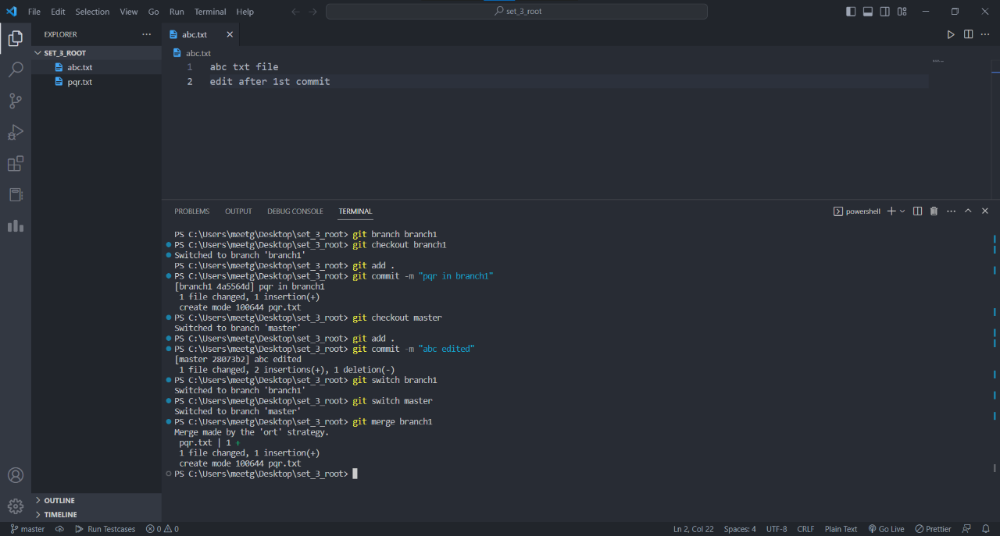 File Edit Selection View Go Run Terminal Help
set_3_root
EXPLORER
SET_3_ROOT
abc.txt
pqr.txt
OUTLINE
TIMELINE
abc.txt
abc.txt
1 abc txt file
2 edit after 1st commit
PROBLEMS OUTPUT DEBUG CONSOLE TERMINAL
powershell
PS C:\Users\meetg\Desktop\set_3_root> git branch branch1
PS C:\Users\meetg\Desktop\set_3_root> git checkout branch1
Switched to branch 'branch1'
PS C:\Users\meetg\Desktop\set_3_root> git add .
PS C:\Users\meetg\Desktop\set_3_root> git commit -m "pqr in branch1"
[branch1 4a5564d] pqr in branch1
1 file changed, 1 insertion(+)
create mode 100644 pqr.txt
PS C:\Users\meetg\Desktop\set_3_root> git checkout master
Switched to branch 'master'
PS C:\Users\meetg\Desktop\set_3_root> git add .
PS C:\Users\meetg\Desktop\set_3_root> git commit -m "abc edited"
[master 28073b2] abc edited
1 file changed, 2 insertions(+), 1 deletion(-)
PS C:\Users\meetg\Desktop\set_3_root> git switch branch1
Switched to branch 'branch1'
PS C:\Users\meetg\Desktop\set_3_root> git switch master
Switched to branch 'master'
PS C:\Users\meetg\Desktop\set_3_root> git merge branch1
Merge made by the 'ort' strategy.
pqr.txt | 1 +
1 file changed, 1 insertion(+)
create mode 100644 pqr.txt
PS C:\Users\meetg\Desktop\set_3_root>
master Run Testcases 0 0 Ln 2, Col 22 Spaces: 4 UTF-8 CRLF Plain Text Go Live Prettier